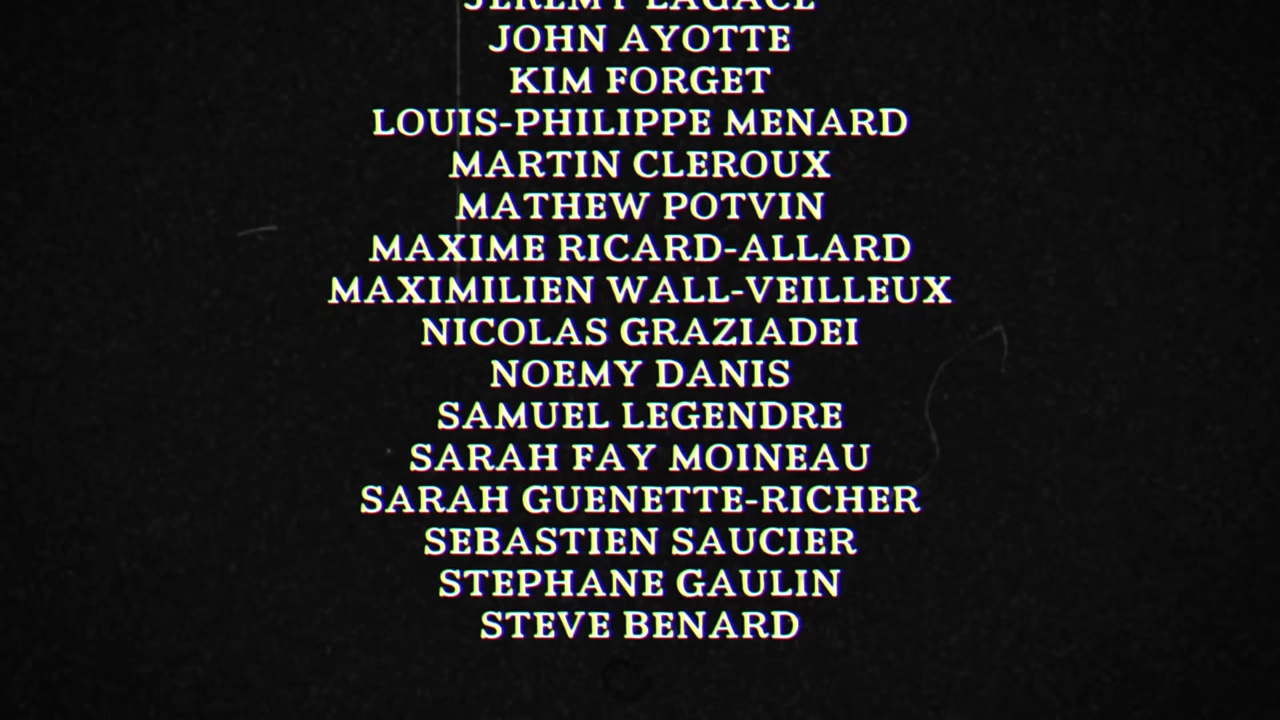 JEREMY LAGACE
JOHN AYOTTE
KIM FORGET
LOUIS-PHILIPPE MENARD
MARTIN CLEROUX
MATHEW POTVIN
MAXIME RICARD-ALLARD
MAXIMILIEN WALL-VEILLEUX
NICOLAS GRAZIADEI
NOEMY DANIS
SAMUEL LEGENDRE
SARAH FAY MOINEAU
SARAH GUENETTE-RICHER
SEBASTIEN SAUCIER
STEPHANE GAULIN
STEVE BENARD